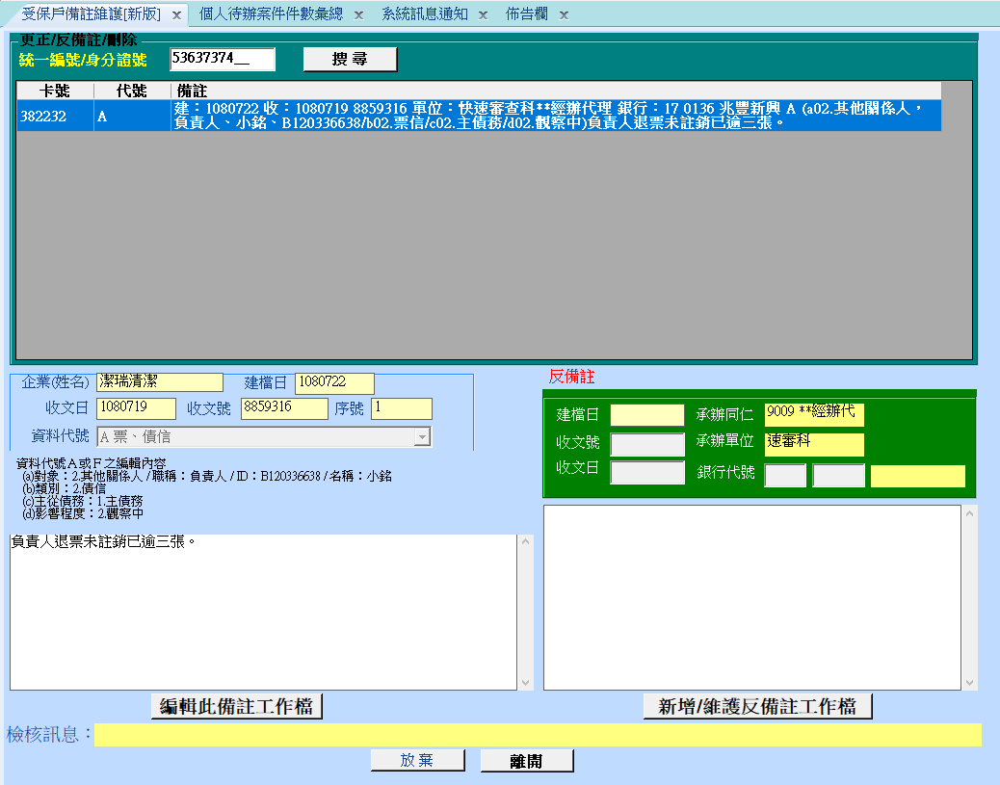 受保戶備註維護[新版] x 個人待辦案件件數彙總 x 系統訊息通知 x 佈告欄 x
更正/反備註/刪除
統一編號/身分證號 53637374__ 搜尋
卡號 代號 備註
382232 A 建：1080722 收：1080719 8859316 單位：快速審查科**經辦代理 銀行：17 0136 兆豐新興 A (a02.其他關係人，
負責人、小銘、B120336638/b02.票信/c02.主債務/d02.觀察中)負責人退票未註銷已逾三張。
企業(姓名) 潔瑞清潔 建檔日 1080722
收文日 1080719 收文號 8859316 序號 1
資料代號 A 票、債信
資料代號A或F之編輯內容
(a)對象：2.其他關係人 / 職稱：負責人 / ID：B120336638 / 名稱：小銘
(b)類別：2.債信
(c)主從債務：1.主債務
(d)影響程度：2.觀察中
負責人退票未註銷已逾三張。
編輯此備註工作檔
反備註
建檔日 承辦同仁 9009 **經辦代
收文號 承辦單位 速審科
收文日 銀行代號
新增/維護反備註工作檔
檢核訊息：
放棄 離開